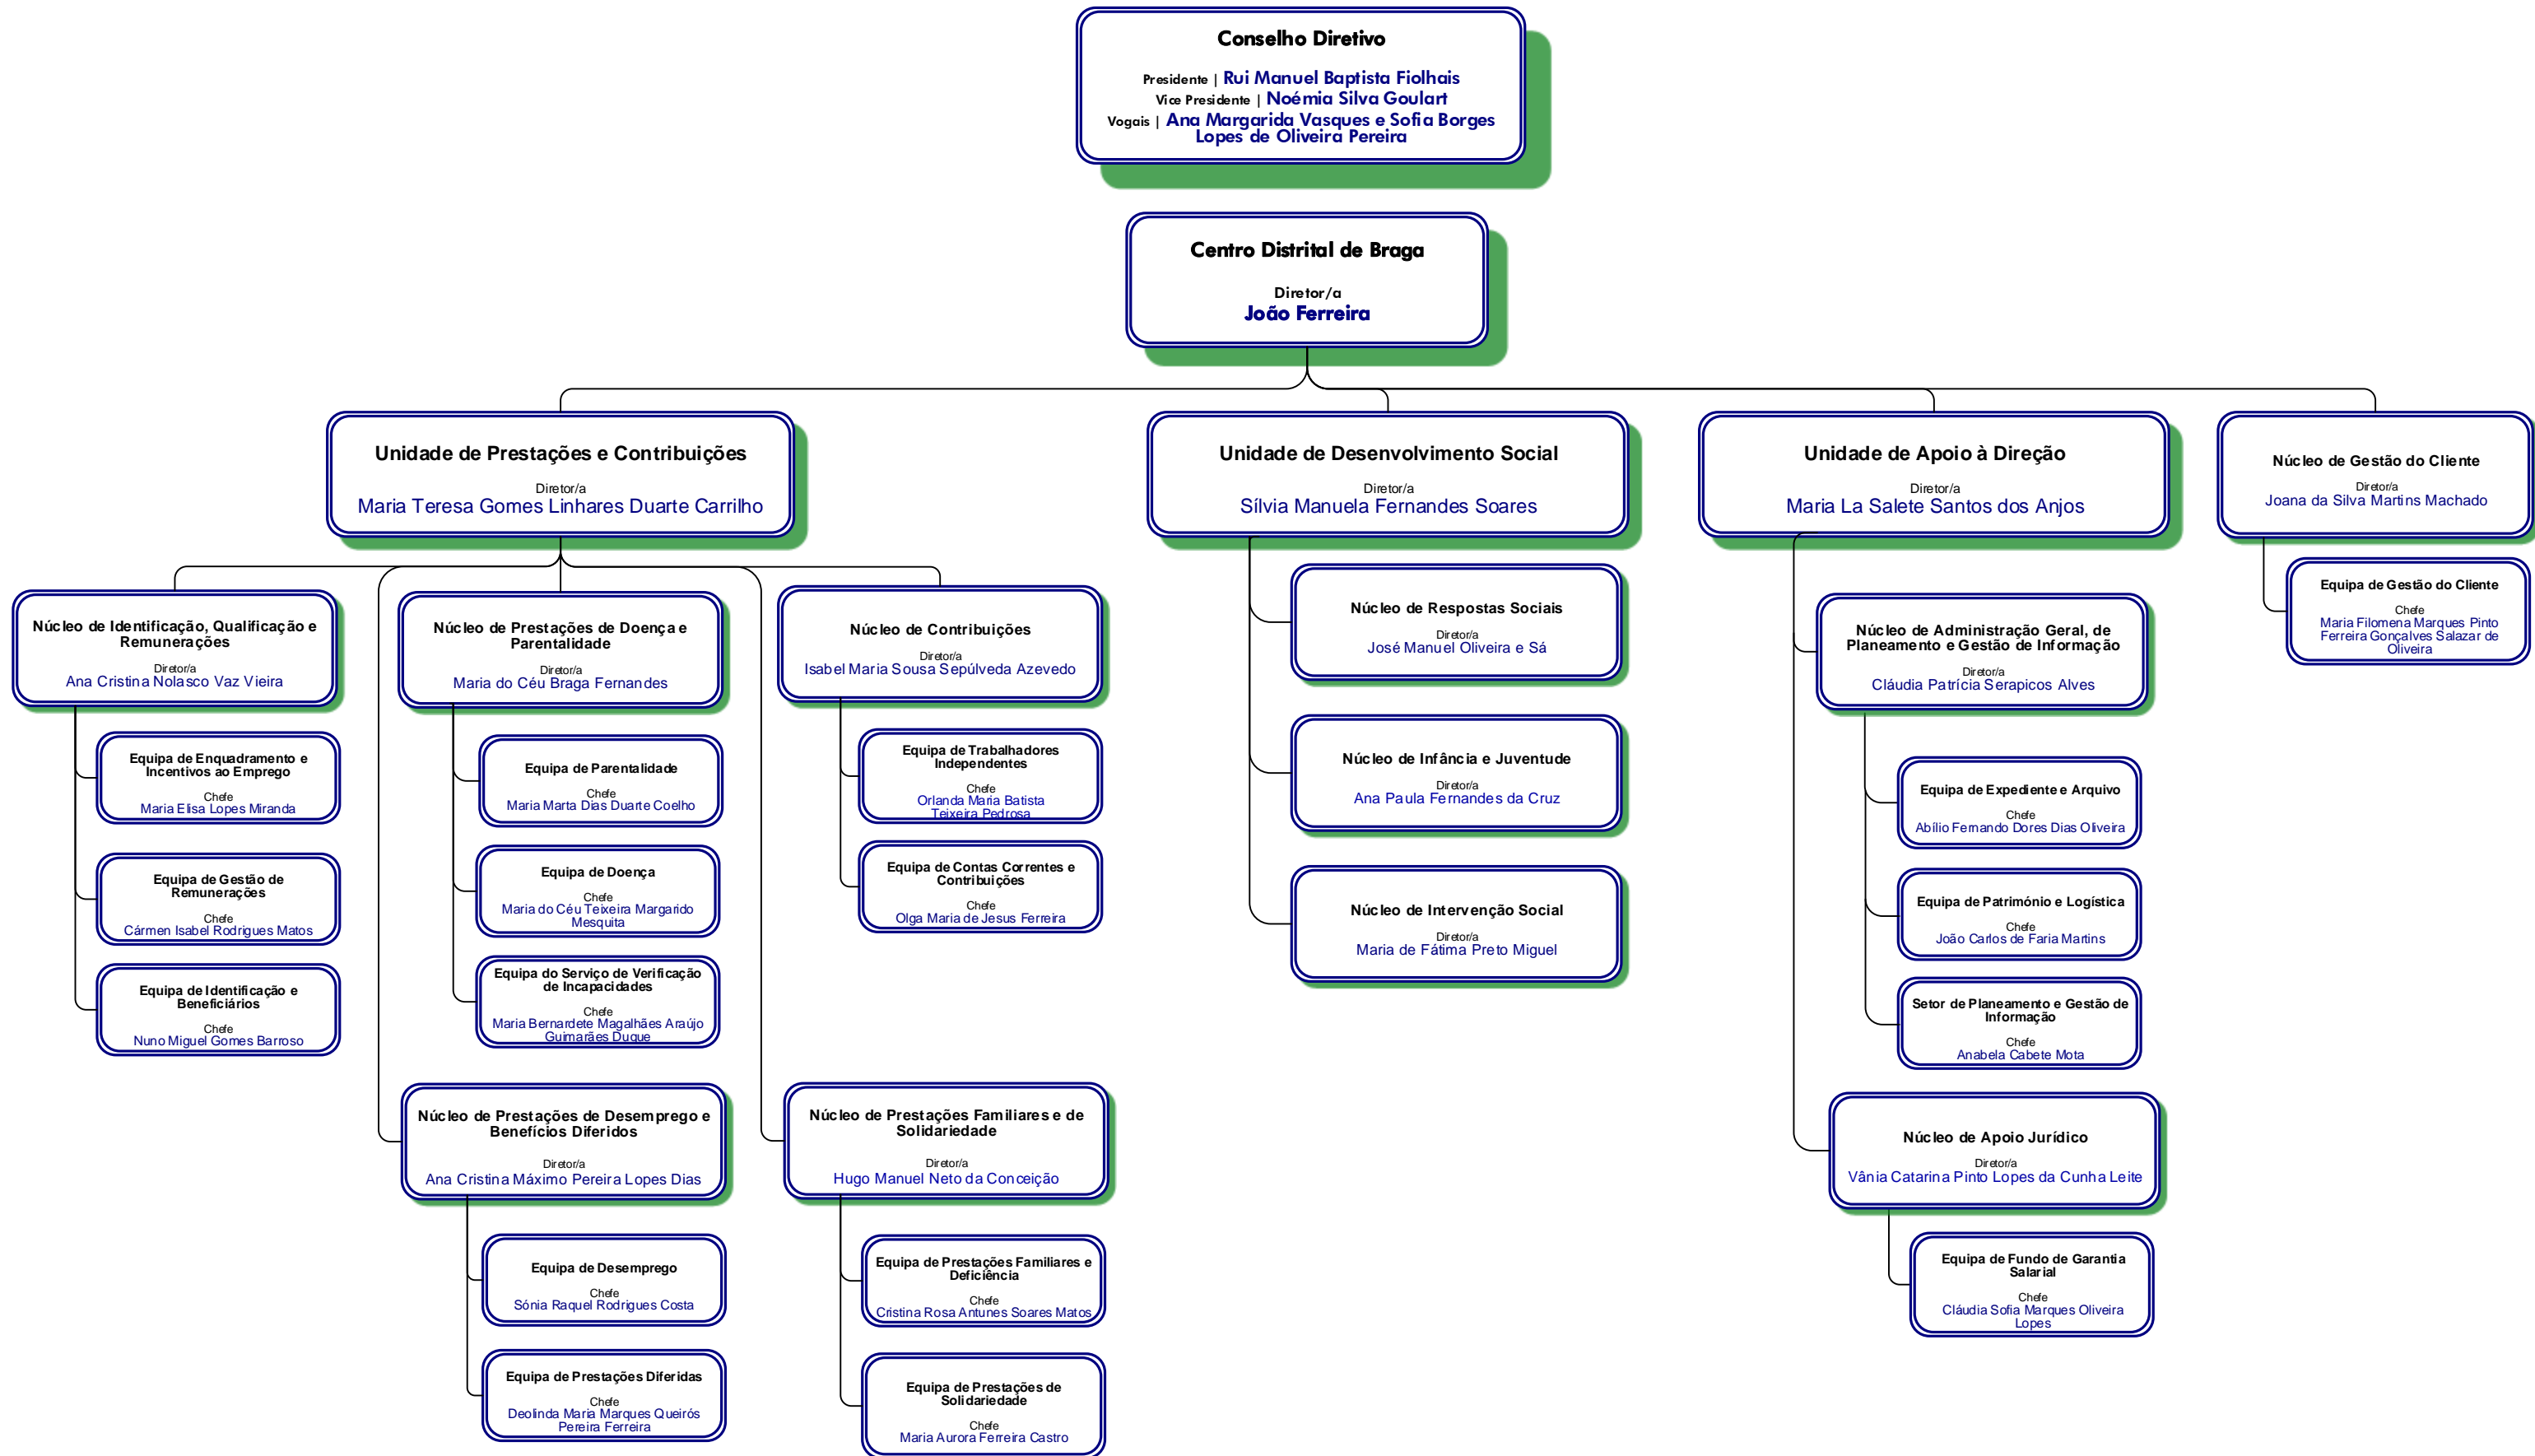 Conselho Diretivo
Presidente | Rui Manuel Baptista Fiolhais
Vice Presidente | Noémia Silva Goulart
Vogais | Ana Margarida Vasques e Sofia Borges
Lopes de Oliveira Pereira
Centro Distrital de Braga
Diretor/a
João Ferreira
Unidade de Prestações e Contribuições
Diretor/a
Maria Teresa Gomes Linhares Duarte Carrilho
Unidade de Desenvolvimento Social
Diretor/a
Sílvia Manuela Fernandes Soares
Unidade de Apoio à Direção
Diretor/a
Maria La Salete Santos dos Anjos
Núcleo de Gestão do Cliente
Diretor/a
Joana da Silva Martins Machado
Núcleo de Identificação, Qualificação e
Remunerações
Diretor/a
Ana Cristina Nolasco Vaz Vieira
Equipa de Enquadramento e
Incentivos ao Emprego
Chefe
Maria Elisa Lopes Miranda
Equipa de Gestão de
Remunerações
Chefe
Cármen Isabel Rodrigues Matos
Equipa de Identificação e
Beneficiários
Chefe
Nuno Miguel Gomes Barroso
Núcleo de Prestações de Doença e
Parentalidade
Diretor/a
Maria do Céu Braga Fernandes
Equipa de Parentalidade
Chefe
Maria Marta Dias Duarte Coelho
Equipa de Doença
Chefe
Maria do Céu Teixeira Margarido
Mesquita
Equipa do Serviço de Verificação
de Incapacidades
Chefe
Maria Bernardete Magalhães Araújo
Guimarães Duque
Núcleo de Contribuições
Diretor/a
Isabel Maria Sousa Sepúlveda Azevedo
Equipa de Trabalhadores
Independentes
Chefe
Orlanda Maria Batista
Teixeira Pedrosa
Equipa de Contas Correntes e
Contribuições
Chefe
Olga Maria de Jesus Ferreira
Núcleo de Prestações de Desemprego e
Benefícios Diferidos
Diretor/a
Ana Cristina Máximo Pereira Lopes Dias
Equipa de Desemprego
Chefe
Sónia Raquel Rodrigues Costa
Equipa de Prestações Diferidas
Chefe
Deolinda Maria Marques Queirós
Pereira Ferreira
Núcleo de Prestações Familiares e de
Solidariedade
Diretor/a
Hugo Manuel Neto da Conceição
Equipa de Prestações Familiares e
Deficiência
Chefe
Cristina Rosa Antunes Soares Matos
Equipa de Prestações de
Solidariedade
Chefe
Maria Aurora Ferreira Castro
Núcleo de Respostas Sociais
Diretor/a
José Manuel Oliveira e Sá
Núcleo de Infância e Juventude
Diretor/a
Ana Paula Fernandes da Cruz
Núcleo de Intervenção Social
Diretor/a
Maria de Fátima Preto Miguel
Núcleo de Administração Geral, de
Planeamento e Gestão de Informação
Diretor/a
Cláudia Patrícia Serapicos Alves
Equipa de Expediente e Arquivo
Chefe
Abílio Fernando Dores Dias Oliveira
Equipa de Património e Logística
Chefe
João Carlos de Faria Martins
Setor de Planeamento e Gestão de
Informação
Chefe
Anabela Cabete Mota
Núcleo de Apoio Jurídico
Diretor/a
Vânia Catarina Pinto Lopes da Cunha Leite
Equipa de Fundo de Garantia
Salarial
Chefe
Cláudia Sofia Marques Oliveira
Lopes
Equipa de Gestão do Cliente
Chefe
Maria Filomena Marques Pinto
Ferreira Gonçalves Salazar de
Oliveira